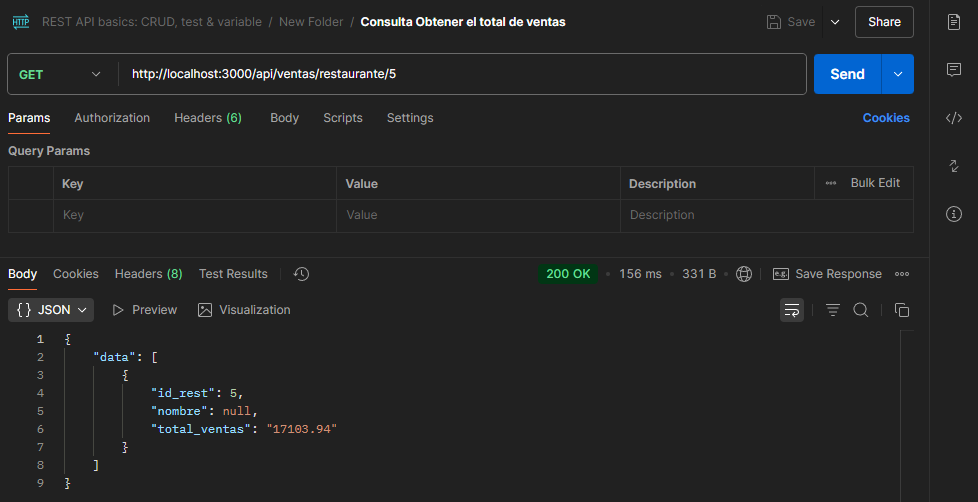 HTTP REST API basics: CRUD, test & variable / New Folder / Consulta Obtener el total de ventas Save Share
GET http://localhost:3000/api/ventas/restaurante/5 Send
Params Authorization Headers (6) Body Scripts Settings Cookies
Query Params
Key Value Description Bulk Edit
Key Value Description
Body Cookies Headers (8) Test Results 200 OK 156 ms 331 B e.g. Save Response
{} JSON Preview Visualization
1 {
2 "data": [
3 {
4 "id_rest": 5,
5 "nombre": null,
6 "total_ventas": "17103.94"
7 }
8 ]
9 }